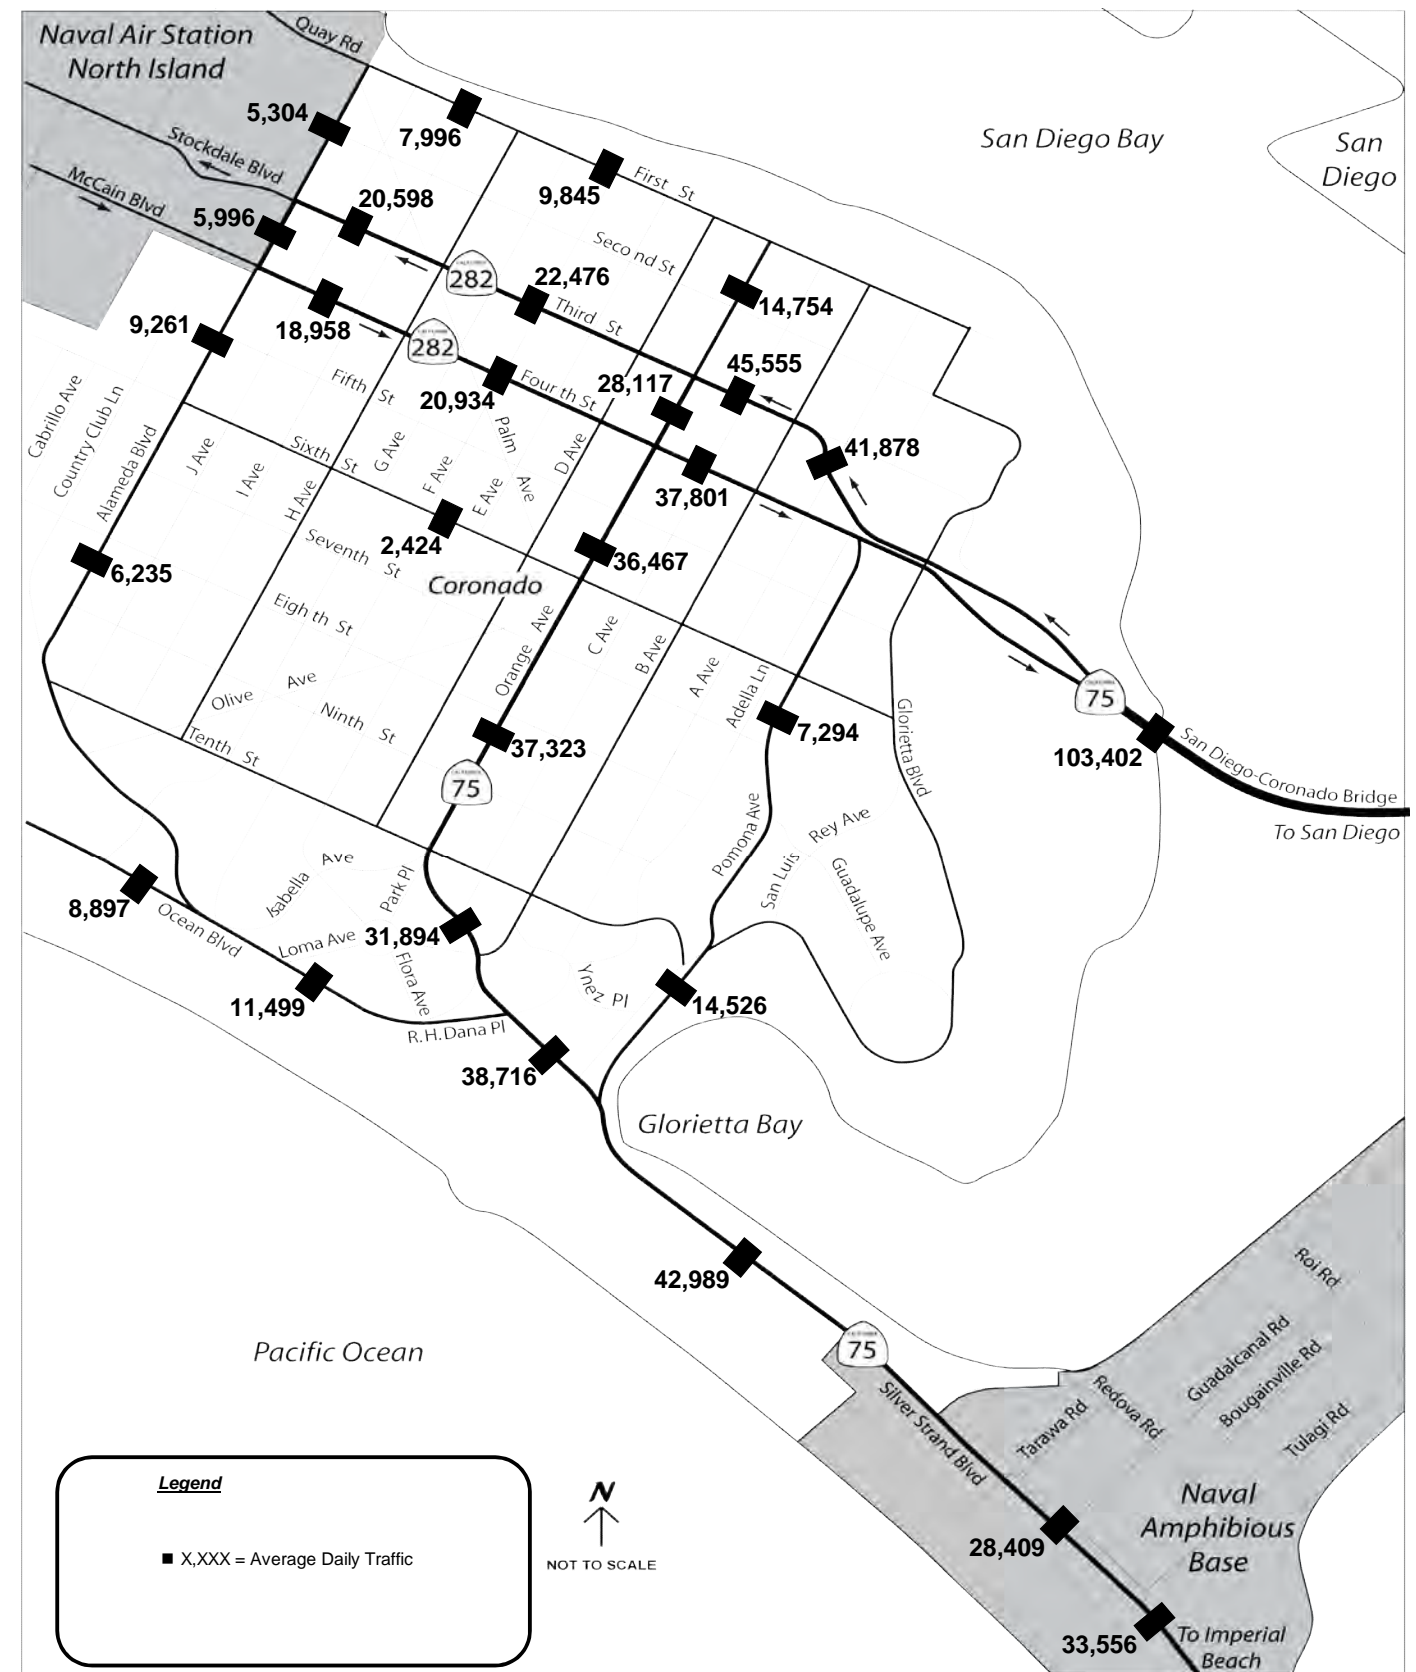 Naval Air Station
North Island
Quay Rd
5,304
7,996
San Diego Bay
San
Diego
Stockdale Blvd
McCain Blvd
First St
9,845
20,598
5,996
Second St
CALIFORNIA
282
22,476
Third St
14,754
18,958
CALIFORNIA
282
9,261
45,555
28,117
Fifth St
20,934
Fourth St
Cabrillo Ave
Country Club Ln
Alameda Blvd
J Ave
I Ave
H Ave
Sixth St
G Ave
F Ave
E Ave
Palm Ave
D Ave
41,878
37,801
2,424
Seventh St
36,467
6,235
Coronado
Eighth St
Orange Ave
C Ave
B Ave
A Ave
Adella Ln
Olive Ave
Ninth St
Tenth St
37,323
CALIFORNIA
75
7,294
Glorietta Blvd
CALIFORNIA
75
103,402
San Diego-Coronado Bridge
To San Diego
Pomona Ave
San Luis Rey Ave
Guadalupe Ave
Isabella Ave
Park Pl
8,897
Ocean Blvd
Loma Ave
31,894
Flora Ave
Ynez Pl
11,499
14,526
R.H.Dana Pl
38,716
Glorietta Bay
42,989
CALIFORNIA
75
Pacific Ocean
Silver Strand Blvd
Roi Rd
Guadalcanal Rd
Bougainville Rd
Redova Rd
Tarawa Rd
Tulagi Rd
Naval
Amphibious
Base
28,409
33,556
To Imperial
Beach
Legend
X,XXX = Average Daily Traffic
N
NOT TO SCALE